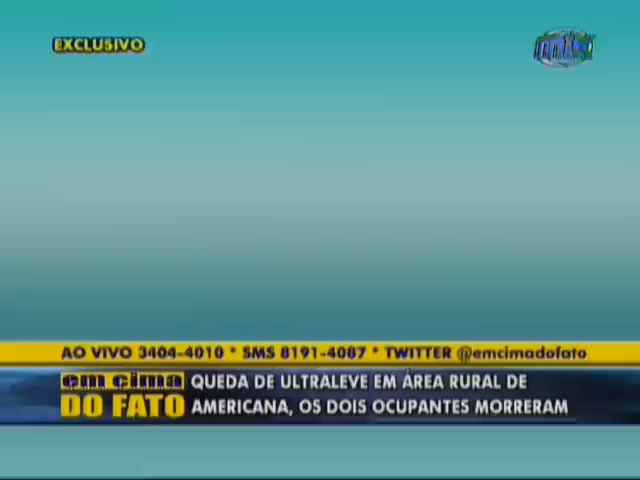 EXCLUSIVO
AO VIVO 3404-4010 * SMS 8191-4087 * TWITTER @emcimadofato
em cima
DO FATO
QUEDA DE ULTRALEVE EM ÁREA RURAL DE
AMERICANA, OS DOIS OCUPANTES MORRERAM